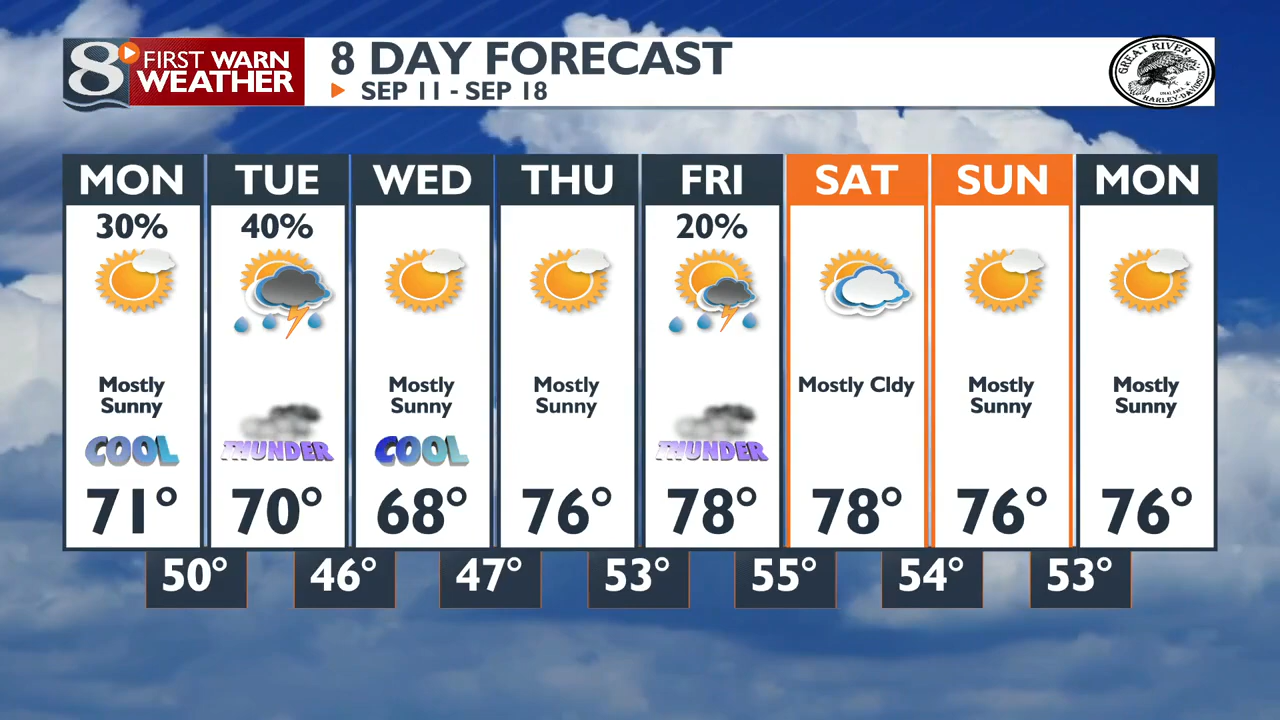 8 FIRST WARN
WEATHER
8 DAY FORECAST
SEP 11 - SEP 18
GREAT RIVER
HARLEY-DAVIDSON
MON TUE WED THU FRI SAT SUN MON
30% 40% 20%
Mostly Sunny
Mostly Sunny
Mostly Sunny
Mostly Cldy
Mostly Sunny
Mostly Sunny
COOL THUNDER COOL THUNDER
71° 70° 68° 76° 78° 78° 76° 76°
50° 46° 47° 53° 55° 54° 53°